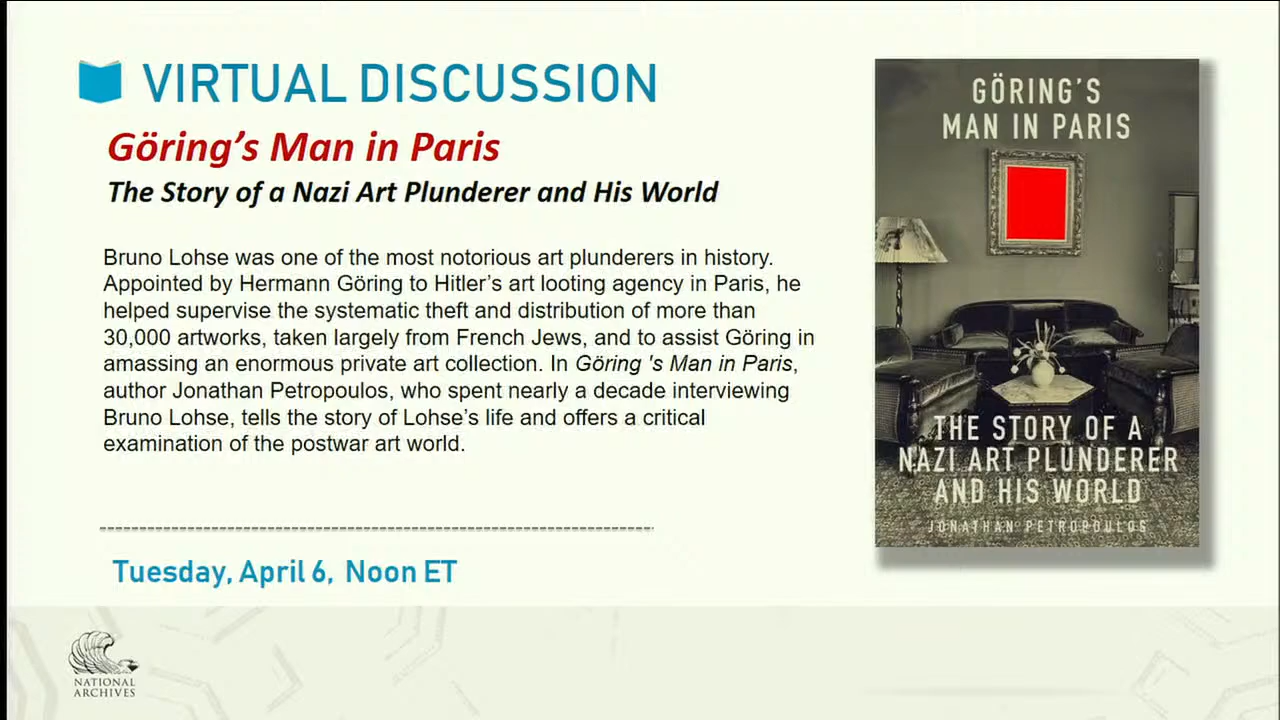 VIRTUAL DISCUSSION
Göring's Man in Paris
The Story of a Nazi Art Plunderer and His World
Bruno Lohse was one of the most notorious art plunderers in history.
Appointed by Hermann Göring to Hitler's art looting agency in Paris, he
helped supervise the systematic theft and distribution of more than
30,000 artworks, taken largely from French Jews, and to assist Göring in
amassing an enormous private art collection. In Göring 's Man in Paris,
author Jonathan Petropoulos, who spent nearly a decade interviewing
Bruno Lohse, tells the story of Lohse's life and offers a critical
examination of the postwar art world.
Tuesday, April 6, Noon ET
NATIONAL
ARCHIVES
GÖRING'S
MAN IN PARIS
THE STORY OF A
NAZI ART PLUNDERER
AND HIS WORLD
JONATHAN PETROPOULOS